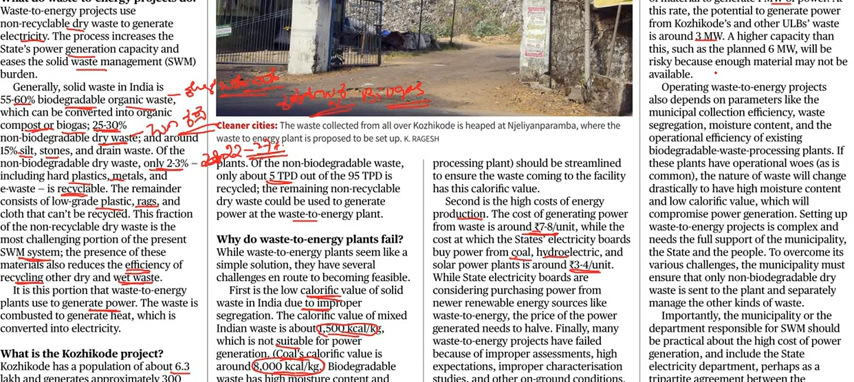 What do waste-to-energy projects do?
Waste-to-energy projects use
non-recyclable dry waste to generate
electricity. The process increases the
State's power generation capacity and
eases the solid waste management (SWM)
burden.
Generally, solid waste in India is
55-60% biodegradable organic waste,
which can be converted into organic
compost or biogas; 25-30%
non-biodegradable dry waste; and around
15% silt, stones, and drain waste. Of the
non-biodegradable dry waste, only 2-3% –
including hard plastics, metals, and
e-waste – is recyclable. The remainder
consists of low-grade plastic, rags, and
cloth that can't be recycled. This fraction
of the non-recyclable dry waste is the
most challenging portion of the present
SWM system; the presence of these
materials also reduces the efficiency of
recycling other dry and wet waste.
It is this portion that waste-to-energy
plants use to generate power. The waste is
combusted to generate heat, which is
converted into electricity.
What is the Kozhikode project?
Kozhikode has a population of about 6.3
lakh and generates approximately 300
Cleaner cities: The waste collected from all over Kozhikode is heaped at Njeliyanparamba, where the
waste to energy plant is proposed to be set up. K. RAGESH
plants. Of the non-biodegradable waste,
only about 5 TPD out of the 95 TPD is
recycled; the remaining non-recyclable
dry waste could be used to generate
power at the waste-to-energy plant.
Why do waste-to-energy plants fail?
While waste-to-energy plants seem like a
simple solution, they have several
challenges en route to becoming feasible.
First is the low calorific value of solid
waste in India due to improper
segregation. The calorific value of mixed
Indian waste is about 1,500 kcal/kg,
which is not suitable for power
generation. (Coal's calorific value is
around 8,000 kcal/kg.) Biodegradable
waste has high moisture content and
processing plant) should be streamlined
to ensure the waste coming to the facility
has this calorific value.
Second is the high costs of energy
production. The cost of generating power
from waste is around ₹7-8/unit, while the
cost at which the States' electricity boards
buy power from coal, hydroelectric, and
solar power plants is around ₹3-4/unit.
While State electricity boards are
considering purchasing power from
newer renewable energy sources like
waste-to-energy, the price of the power
generated needs to halve. Finally, many
waste-to-energy projects have failed
because of improper assessments, high
expectations, improper characterisation
studies, and other on-ground conditions.
this rate, the potential to generate power
from Kozhikode's and other ULBs' waste
is around 3 MW. A higher capacity than
this, such as the planned 6 MW, will be
risky because enough material may not be
available.
Operating waste-to-energy projects
also depends on parameters like the
municipal collection efficiency, waste
segregation, moisture content, and the
operational efficiency of existing
biodegradable-waste-processing plants. If
these plants have operational woes (as is
common), the nature of waste will change
drastically to have high moisture content
and low calorific value, which will
compromise power generation. Setting up
waste-to-energy projects is complex and
needs the full support of the municipality,
the State and the people. To overcome its
various challenges, the municipality must
ensure that only non-biodegradable dry
waste is sent to the plant and separately
manage the other kinds of waste.
Importantly, the municipality or the
department responsible for SWM should
be practical about the high cost of power
generation, and include the State
electricity department, perhaps as a
tripartite agreement between the